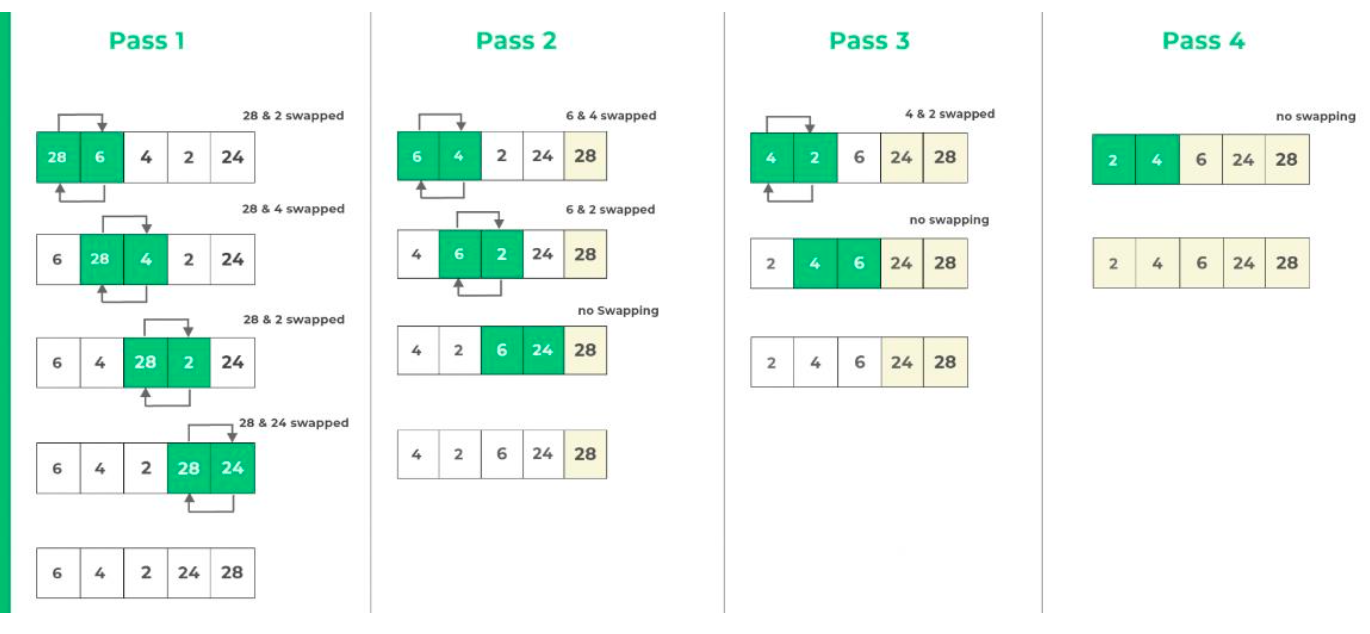 Pass 1
28 & 2 swapped
28 6 4 2 24
28 & 4 swapped
6 28 4 2 24
28 & 2 swapped
6 4 28 2 24
28 & 24 swapped
6 4 2 28 24
6 4 2 24 28
Pass 2
6 & 4 swapped
6 4 2 24 28
6 & 2 swapped
4 6 2 24 28
no Swapping
4 2 6 24 28
4 2 6 24 28
Pass 3
4 & 2 swapped
4 2 6 24 28
no swapping
2 4 6 24 28
2 4 6 24 28
Pass 4
no swapping
2 4 6 24 28
2 4 6 24 28